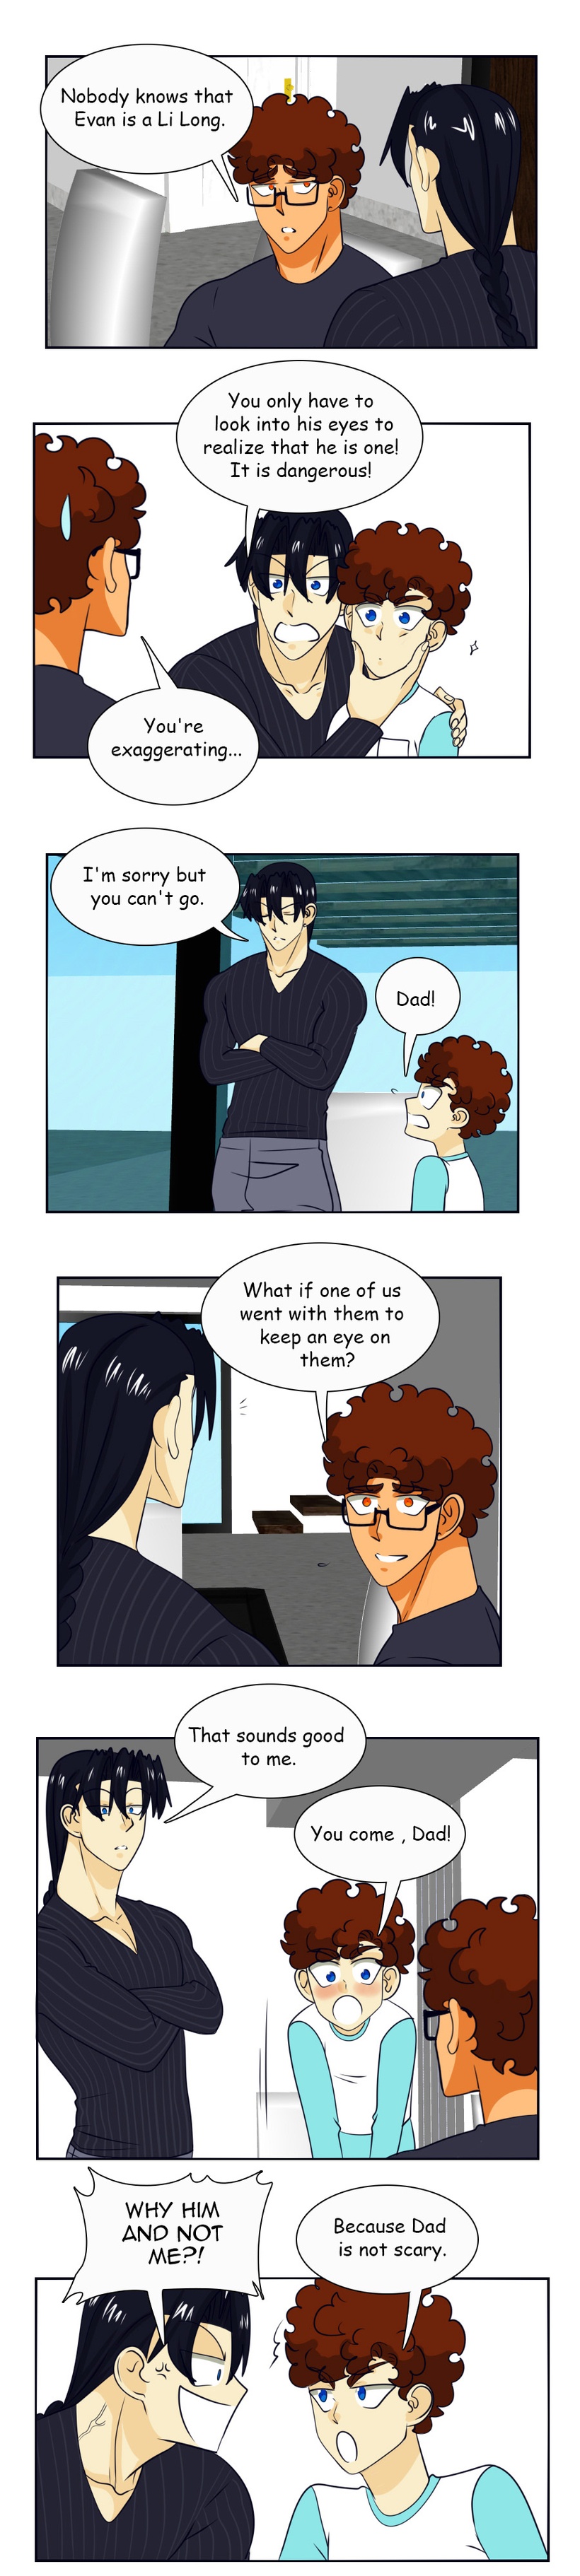 Nobody knows that
Evan is a Li Long.
You only have to
look into his eyes to
realize that he is one!
It is dangerous!
You're
exaggerating...
I'm sorry but
you can't go.
Dad!
What if one of us
went with them to
keep an eye on
them?
That sounds good
to me.
You come , Dad!
WHY HIM
AND NOT
ME?!
Because Dad
is not scary.